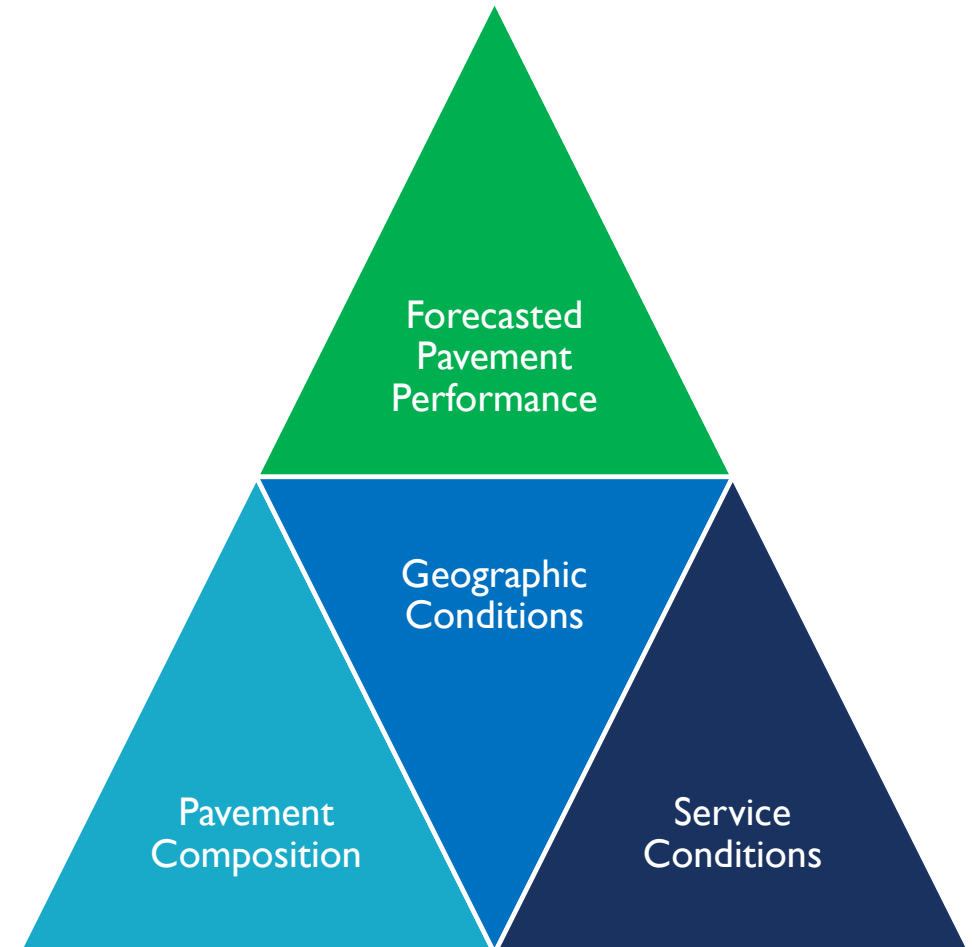 Forecasted
Pavement
Performance
Geographic
Conditions
Pavement
Composition
Service
Conditions